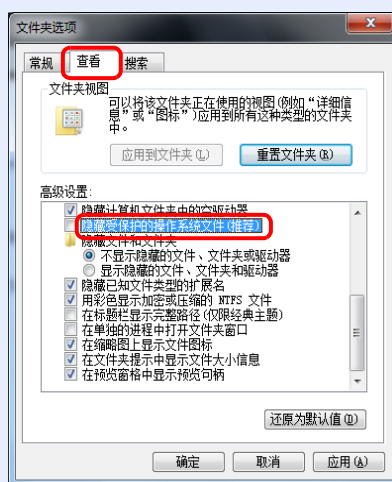 文件夹选项
常规 查看 搜索
文件夹视图
可以将该文件夹正在使用的视图(例如“详细信
息”或“图标”)应用到所有这种类型的文件夹
中。
应用到文件夹(L) 重置文件夹(R)
高级设置:
隐藏计算机文件夹中的空驱动器
隐藏受保护的操作系统文件(推荐)
隐藏文件和文件夹
不显示隐藏的文件、文件夹或驱动器
显示隐藏的文件、文件夹和驱动器
隐藏已知文件类型的扩展名
用彩色显示加密或压缩的 NTFS 文件
在标题栏显示完整路径(仅限经典主题)
在单独的进程中打开文件夹窗口
在缩略图上显示文件图标
在文件夹提示中显示文件大小信息
在预览窗格中显示预览句柄
还原为默认值(D)
确定 取消 应用(A)